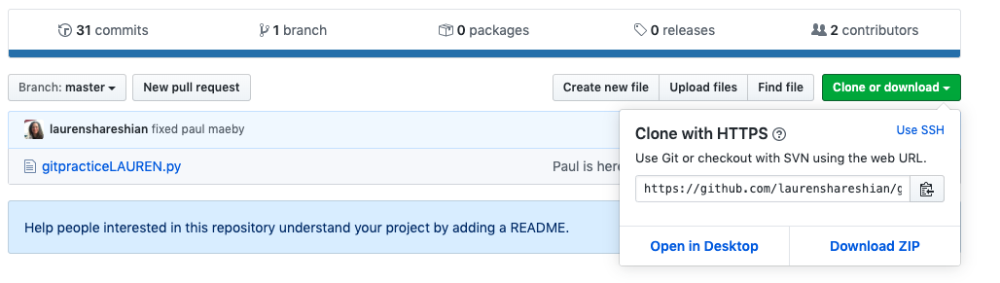 31 commits 1 branch 0 packages 0 releases 2 contributors
Branch: master New pull request Create new file Upload files Find file Clone or download
laurenshareshian fixed paul maeby
gitpracticeLAUREN.py Paul is here
Help people interested in this repository understand your project by adding a README.
Clone with HTTPS ? Use SSH
Use Git or checkout with SVN using the web URL.
https://github.com/laurenshareshian/g
Open in Desktop Download ZIP